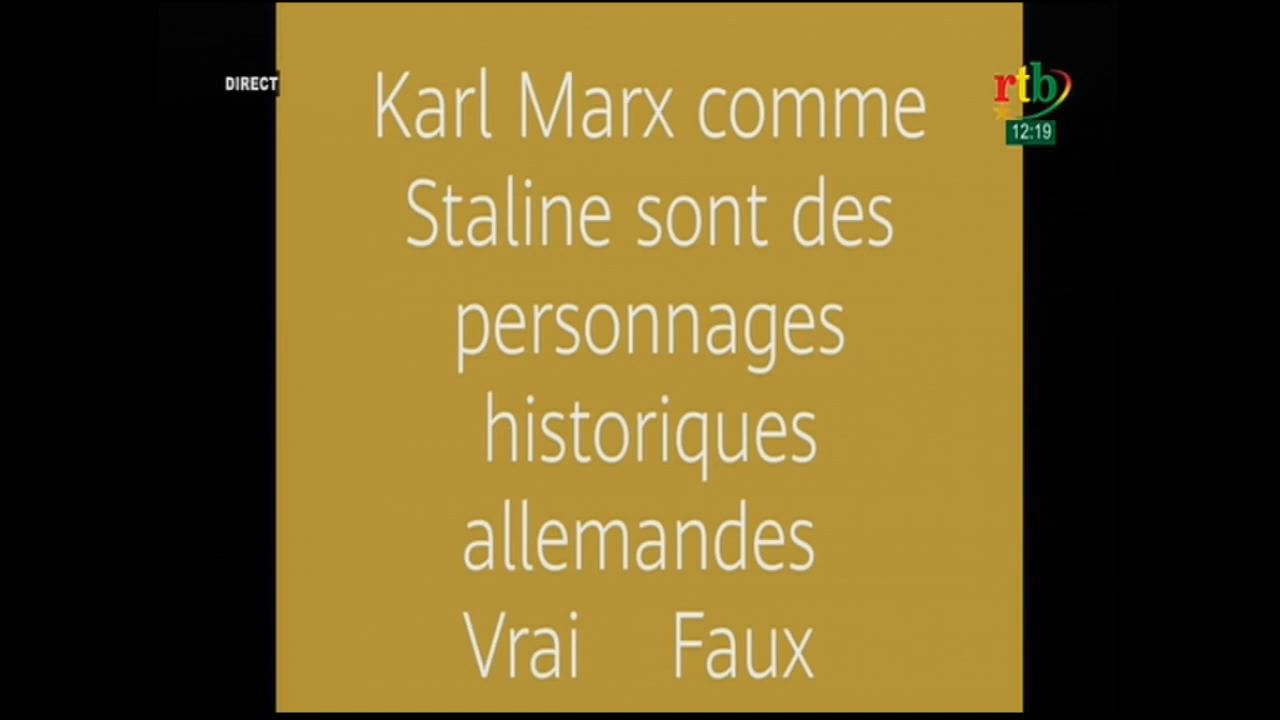 DIRECT
rtb
12:19
Karl Marx comme
Staline sont des
personnages
historiques
allemandes
Vrai Faux